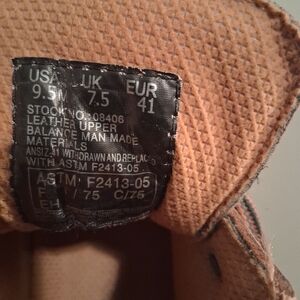 USA UK EUR
9.5M 7.5 41
STOCK NO.: 08406
LEATHER UPPER
BALANCE MAN MADE
MATERIALS
ANSI Z41 WITHDRAWN AND REPLACED
WITH ASTM F2413-05
ASTM F2413-05
F I/75 C/75
EH